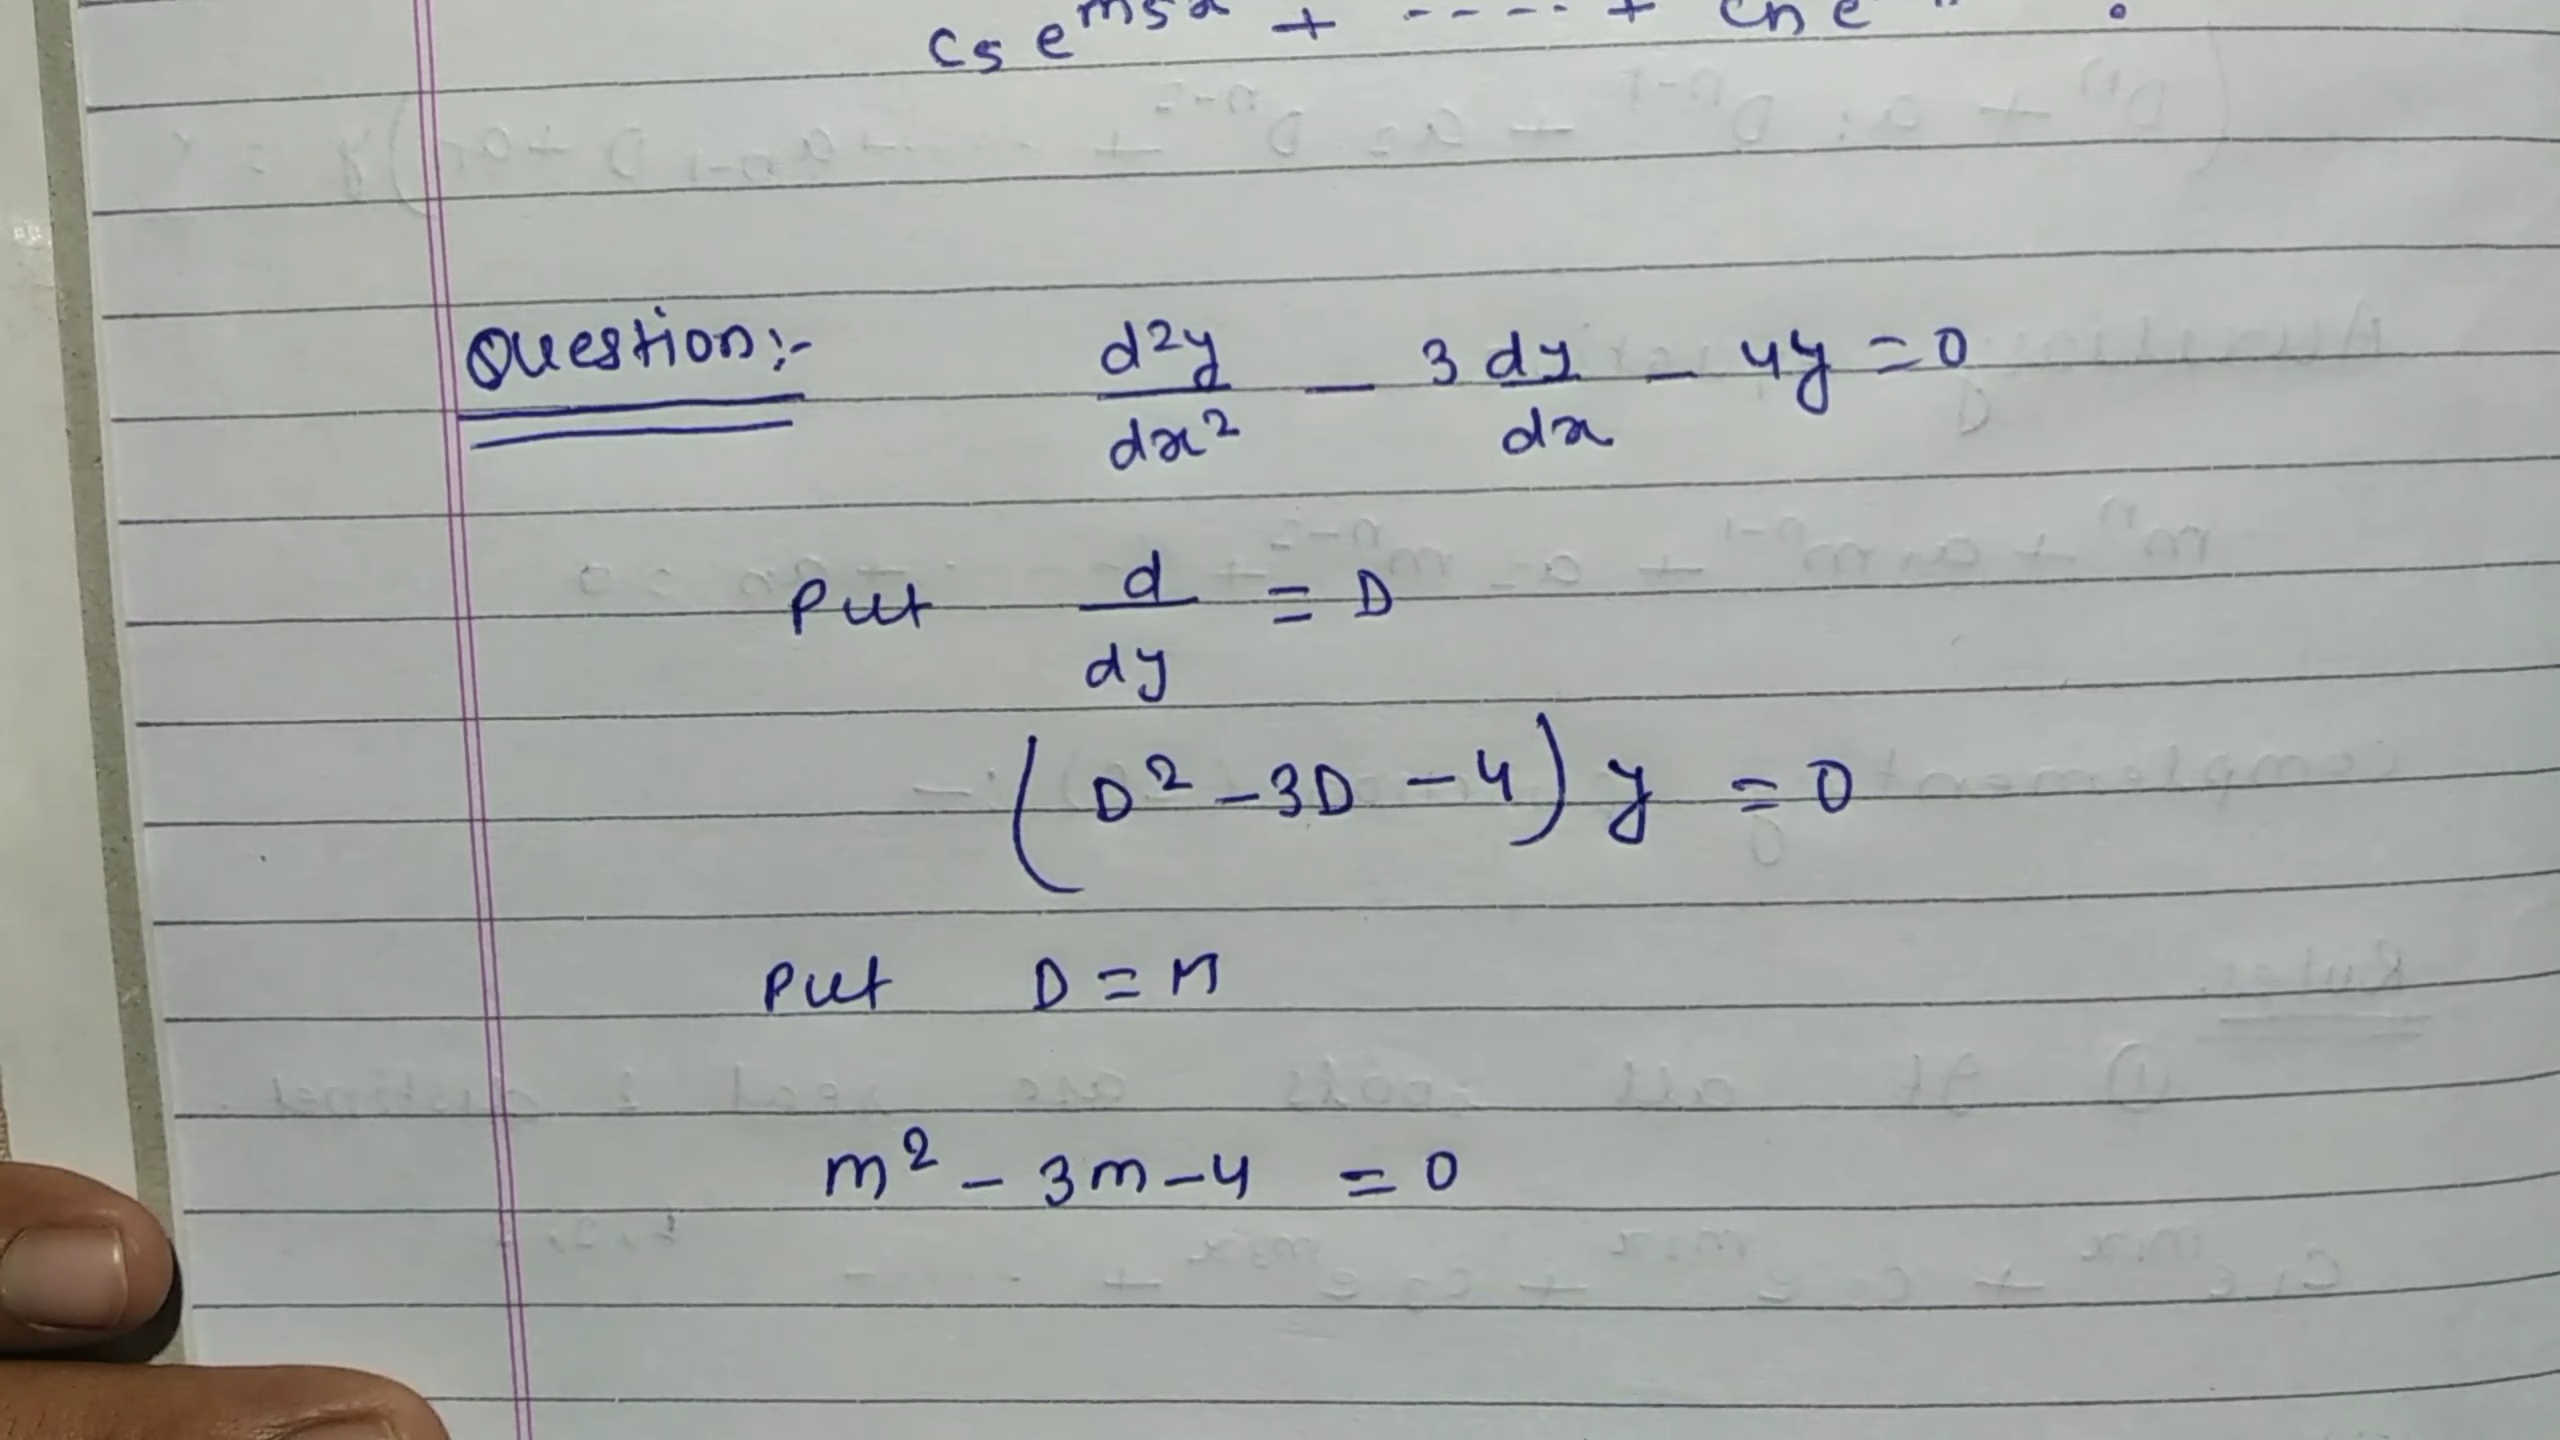 c5 e^m5x + ----- + cn e
Question:- d²y/dx² - 3 dy/dx - 4y = 0
Put d/dy = D
(D² - 3D - 4) y = 0
Put D = M
m² - 3m - 4 = 0